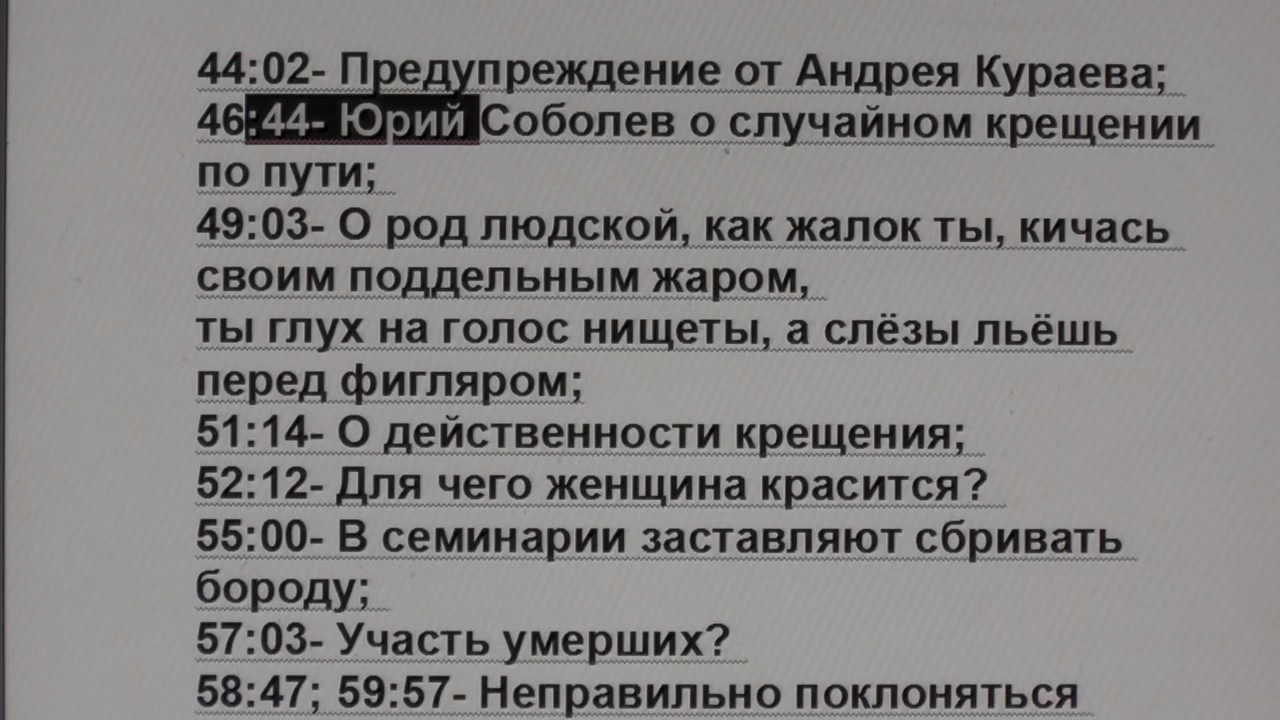 44:02- Предупреждение от Андрея Кураева;
46:44- Юрий Соболев о случайном крещении
по пути;
49:03- О род людской, как жалок ты, кичась
своим поддельным жаром,
ты глух на голос нищеты, а слёзы льёшь
перед фигляром;
51:14- О действенности крещения;
52:12- Для чего женщина красится?
55:00- В семинарии заставляют сбривать
бороду;
57:03- Участь умерших?
58:47; 59:57- Неправильно поклоняться